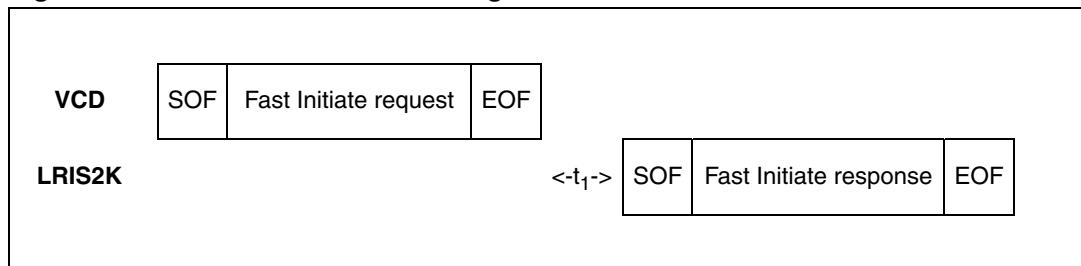 VCD SOF Fast Initiate request EOF
LRIS2K <-t1-> SOF Fast Initiate response EOF